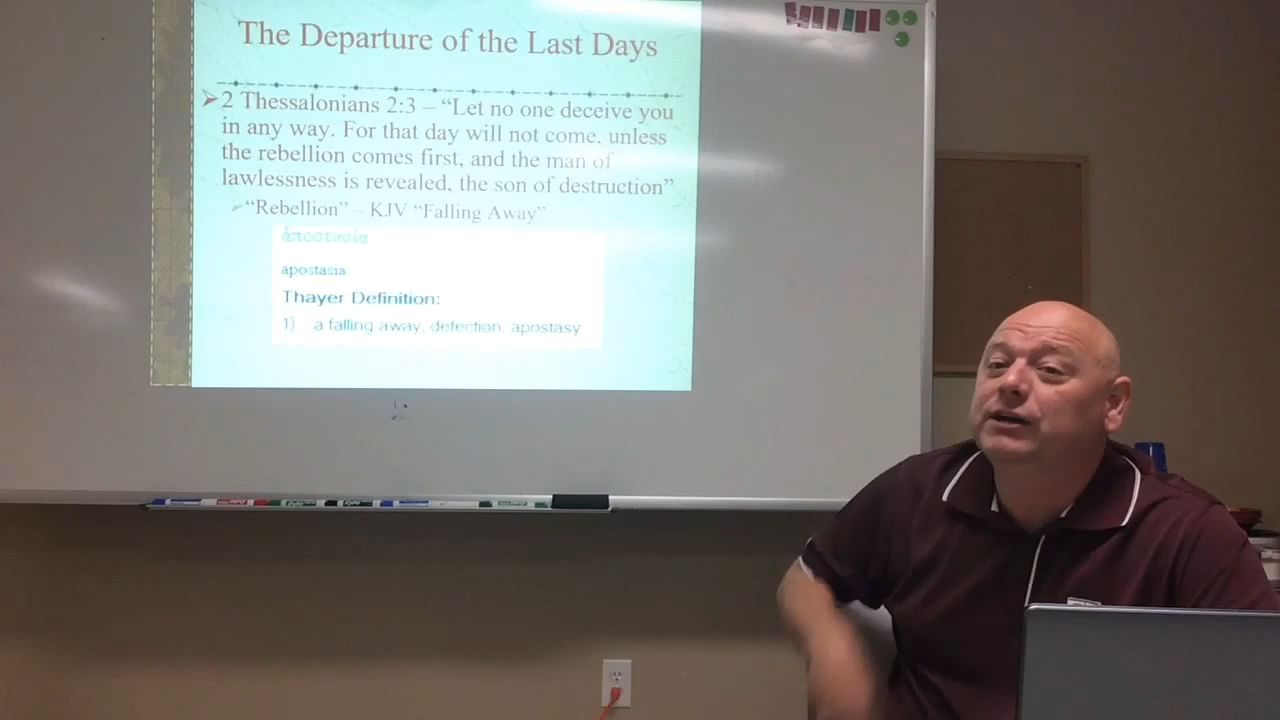 The Departure of the Last Days
2 Thessalonians 2:3 – “Let no one deceive you
in any way. For that day will not come, unless
the rebellion comes first, and the man of
lawlessness is revealed, the son of destruction”
“Rebellion” – KJV “Falling Away”
ἀποστασία
apostasia
Thayer Definition:
1) a falling away, defection, apostasy